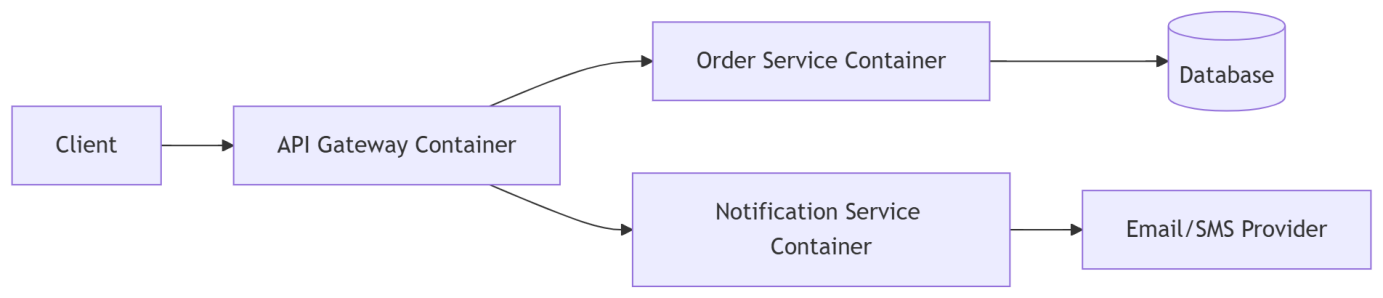 Client
API Gateway Container
Order Service Container
Database
Notification Service
Container
Email/SMS Provider